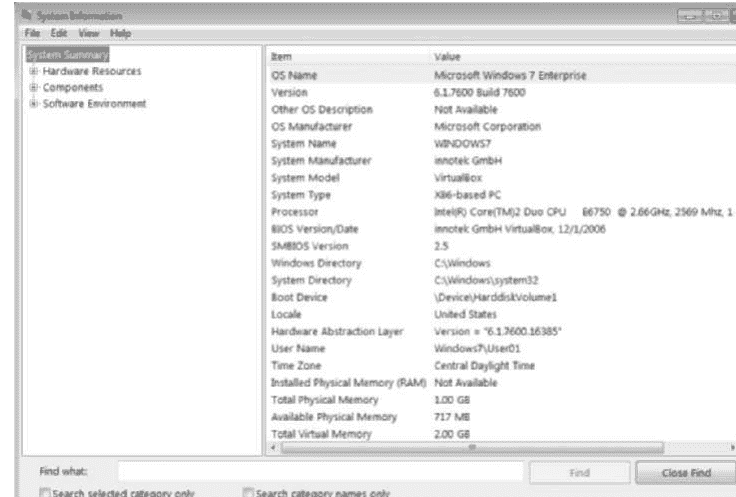 System Information
File Edit View Help
System Summary
Hardware Resources
Components
Software Environment
Item Value
OS Name Microsoft Windows 7 Enterprise
Version 6.1.7600 Build 7600
Other OS Description Not Available
OS Manufacturer Microsoft Corporation
System Name WINDOWS7
System Manufacturer innotek GmbH
System Model VirtualBox
System Type X86-based PC
Processor Intel(R) Core(TM)2 Duo CPU E6750 @ 2.66GHz, 2569 Mhz, 1
BIOS Version/Date innotek GmbH VirtualBox, 12/1/2006
SMBIOS Version 2.5
Windows Directory C:\Windows
System Directory C:\Windows\system32
Boot Device \Device\HarddiskVolume1
Locale United States
Hardware Abstraction Layer Version = "6.1.7600.16385"
User Name Windows7\User01
Time Zone Central Daylight Time
Installed Physical Memory (RAM) Not Available
Total Physical Memory 1.00 GB
Available Physical Memory 717 MB
Total Virtual Memory 2.00 GB
Find what: Find Close Find
Search selected category only Search category names only